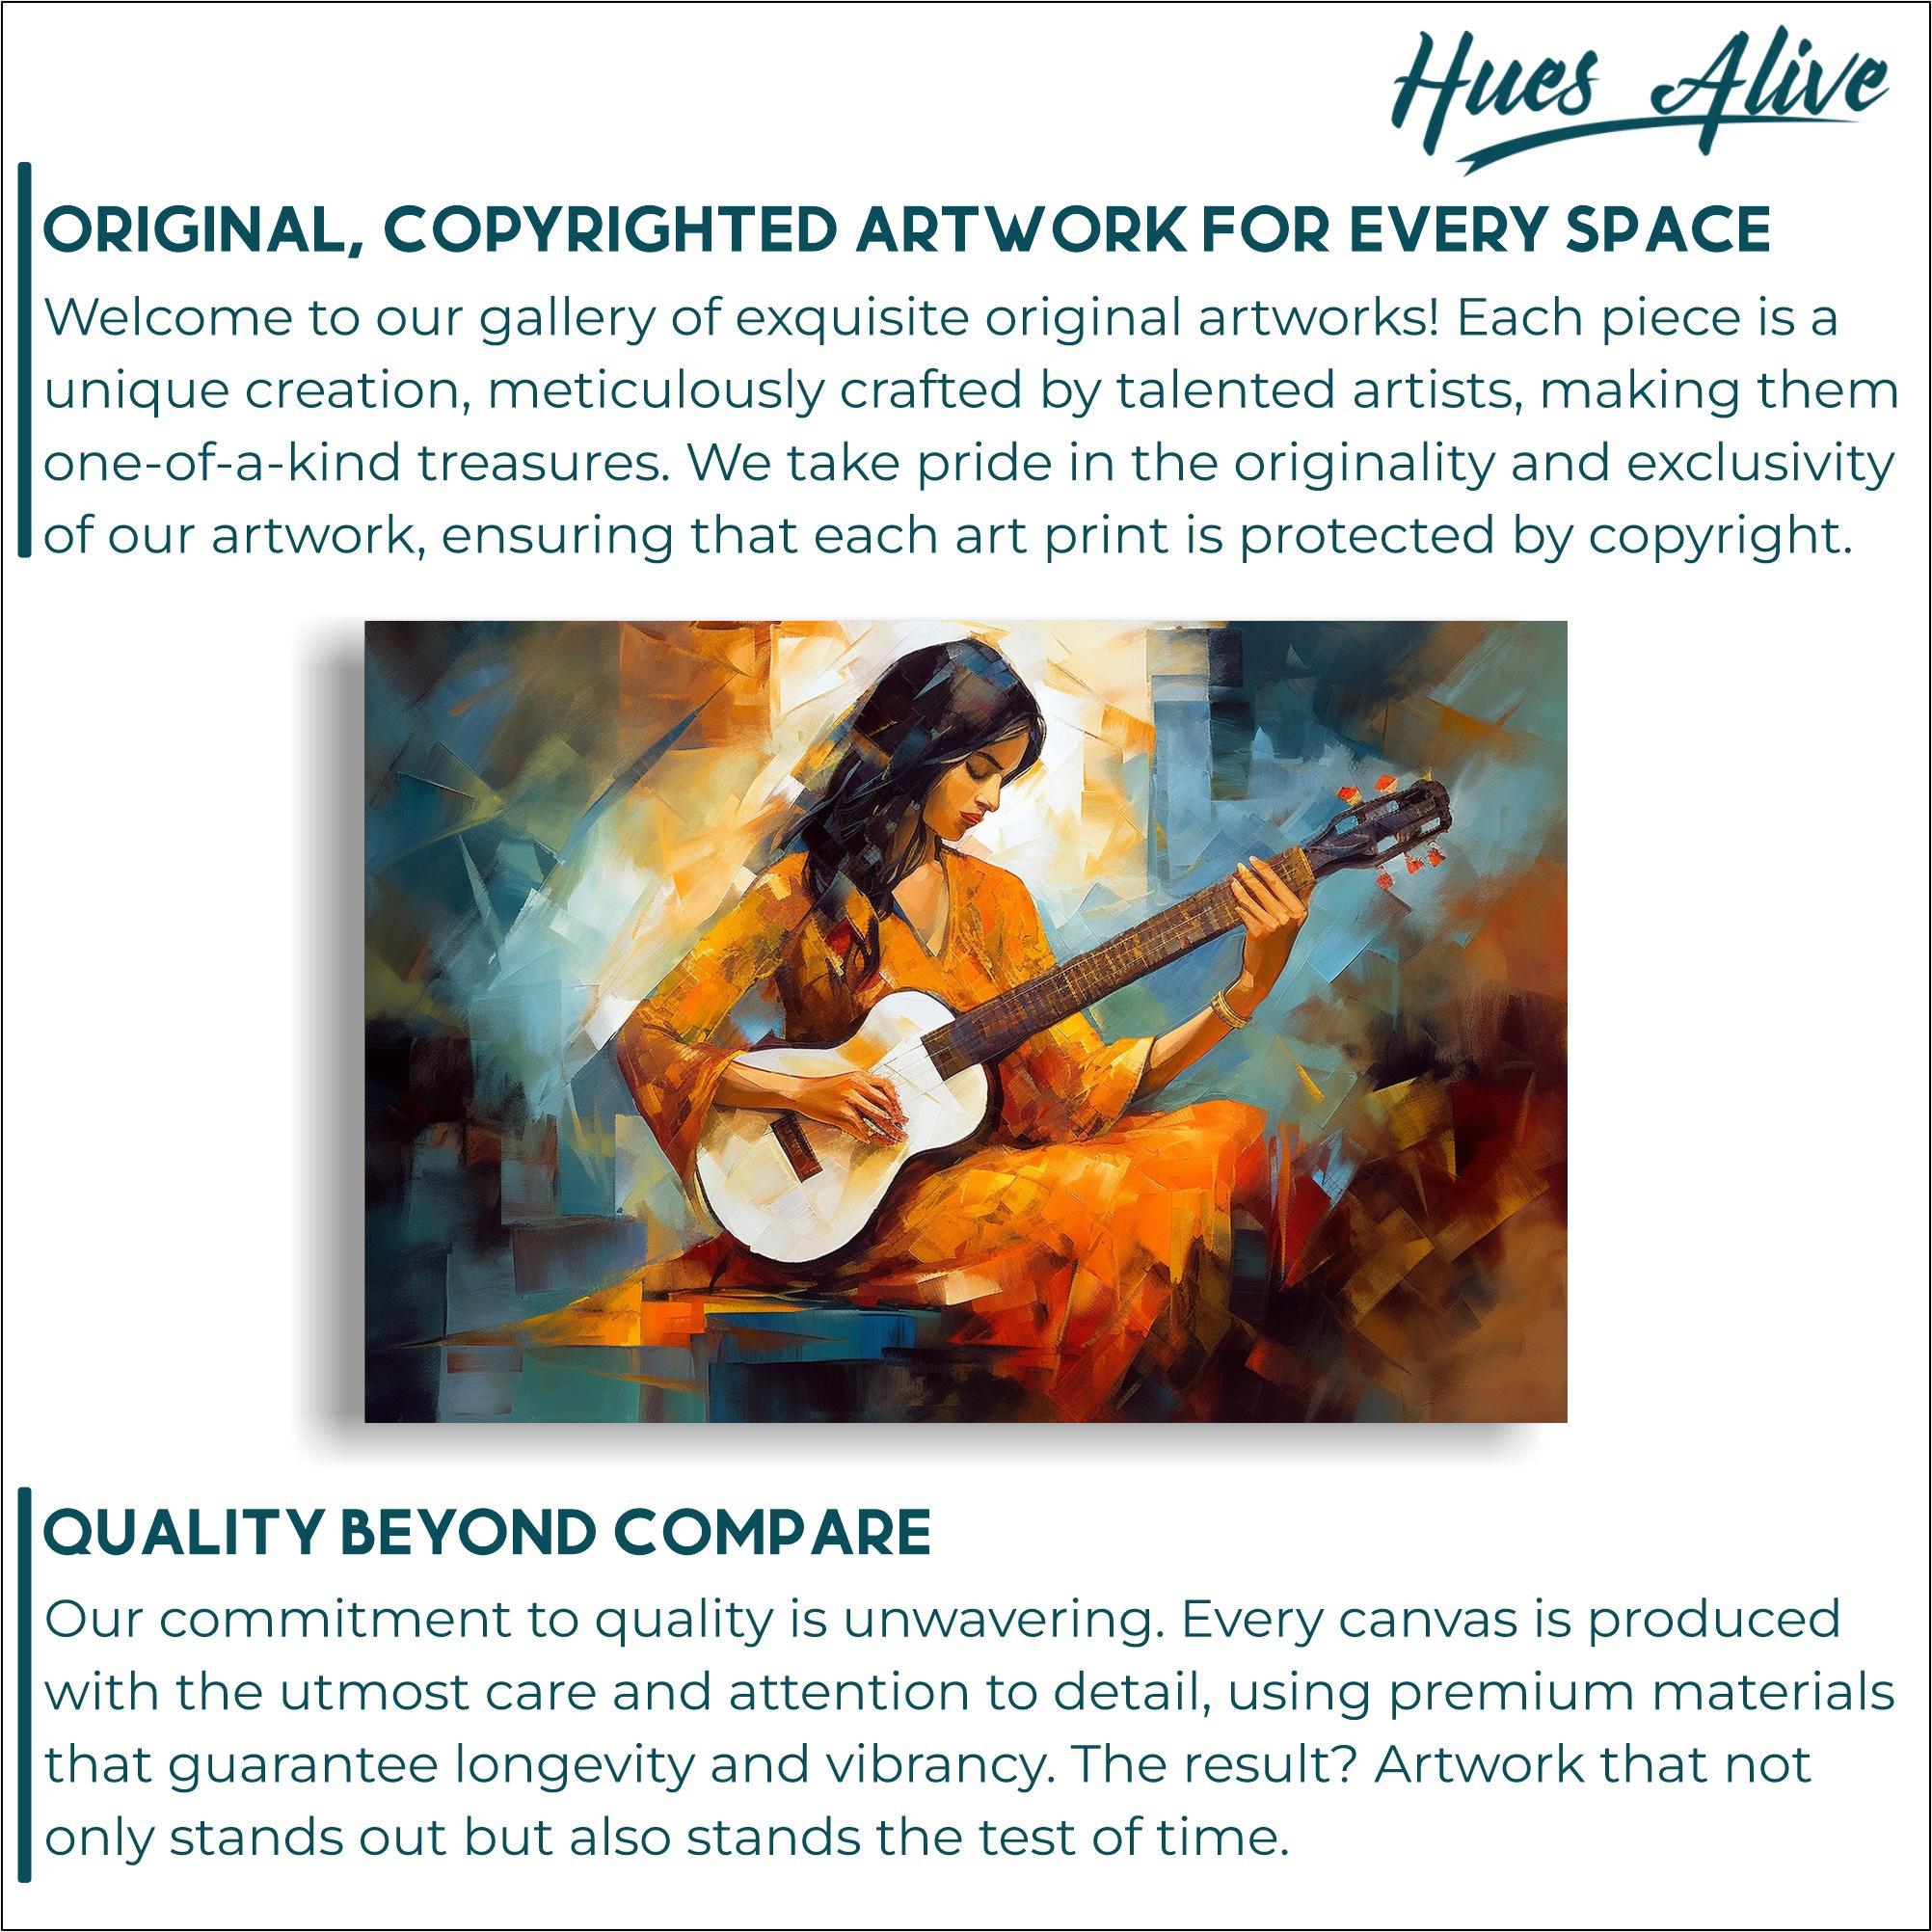 Hues Alive
ORIGINAL, COPYRIGHTED ARTWORK FOR EVERY SPACE
Welcome to our gallery of exquisite original artworks! Each piece is a
unique creation, meticulously crafted by talented artists, making them
one-of-a-kind treasures. We take pride in the originality and exclusivity
of our artwork, ensuring that each art print is protected by copyright.
QUALITY BEYOND COMPARE
Our commitment to quality is unwavering. Every canvas is produced
with the utmost care and attention to detail, using premium materials
that guarantee longevity and vibrancy. The result? Artwork that not
only stands out but also stands the test of time.